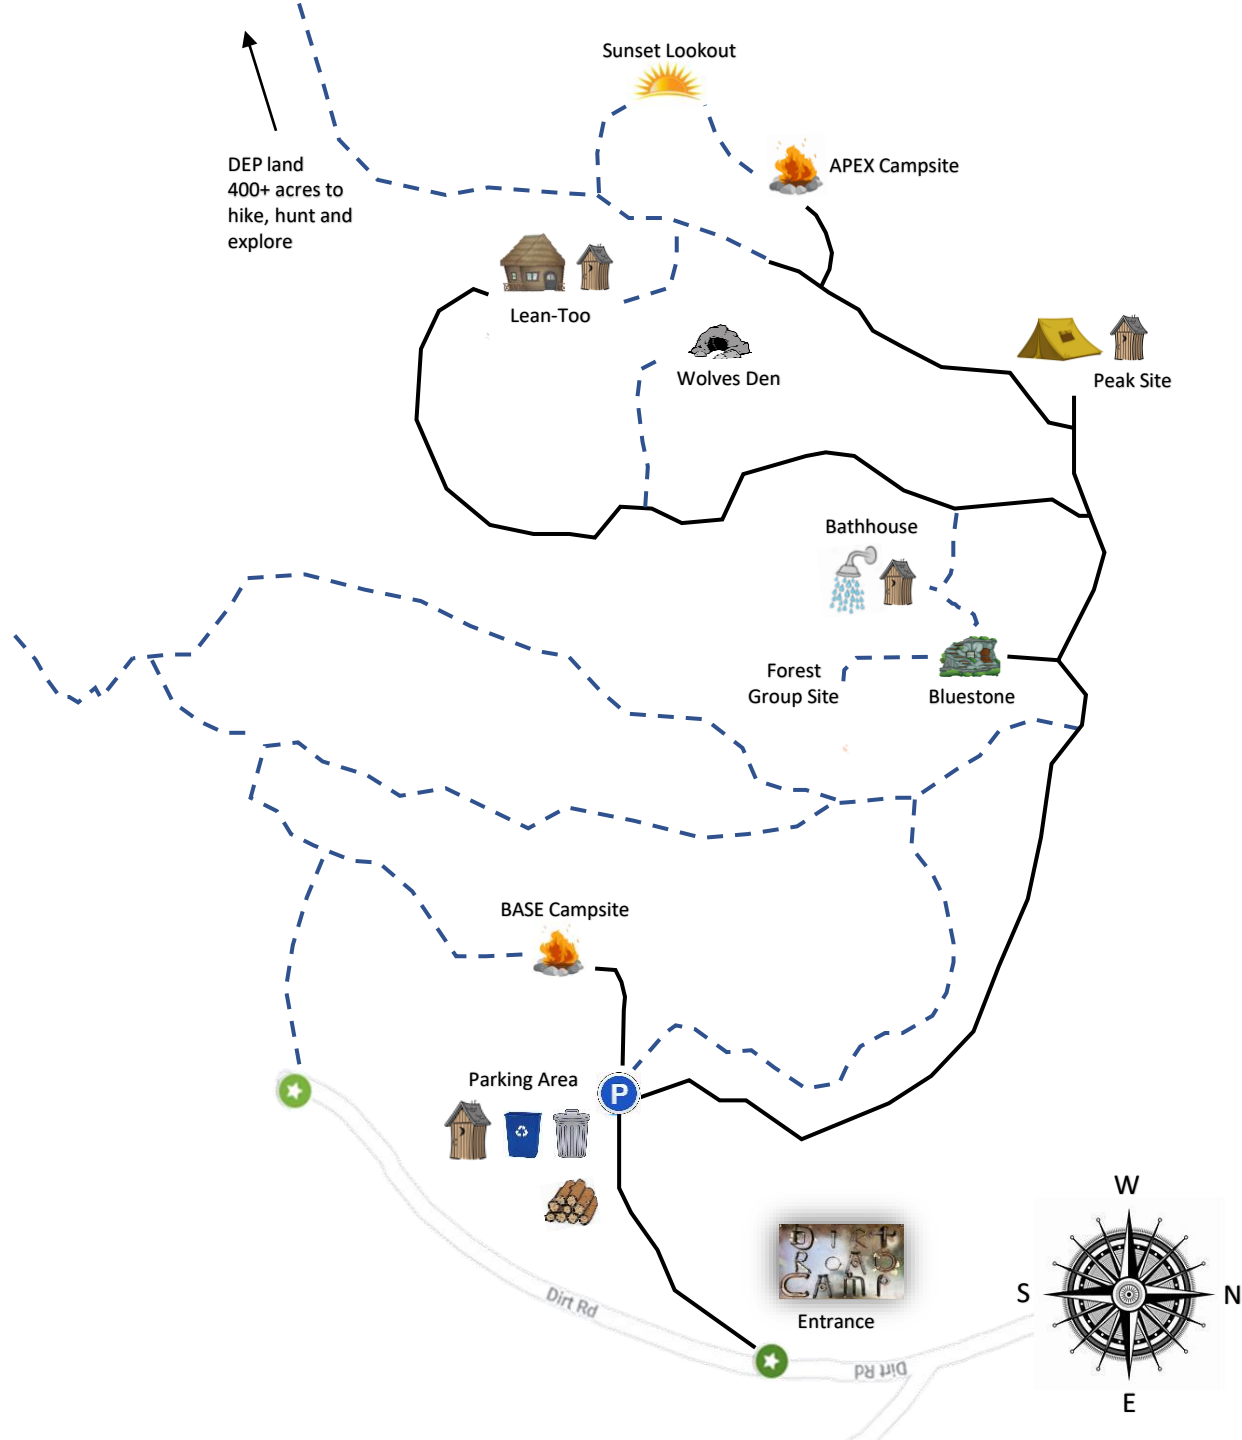 Sunset Lookout
APEX Campsite
DEP land
400+ acres to
hike, hunt and
explore
Lean-Too
Peak Site
Wolves Den
Bathhouse
Forest
Group Site
Bluestone
BASE Campsite
Parking Area
P
W
S
N
E
DIRT
ROAD
CAMP
Entrance
Dirt Rd
Dirt Rd